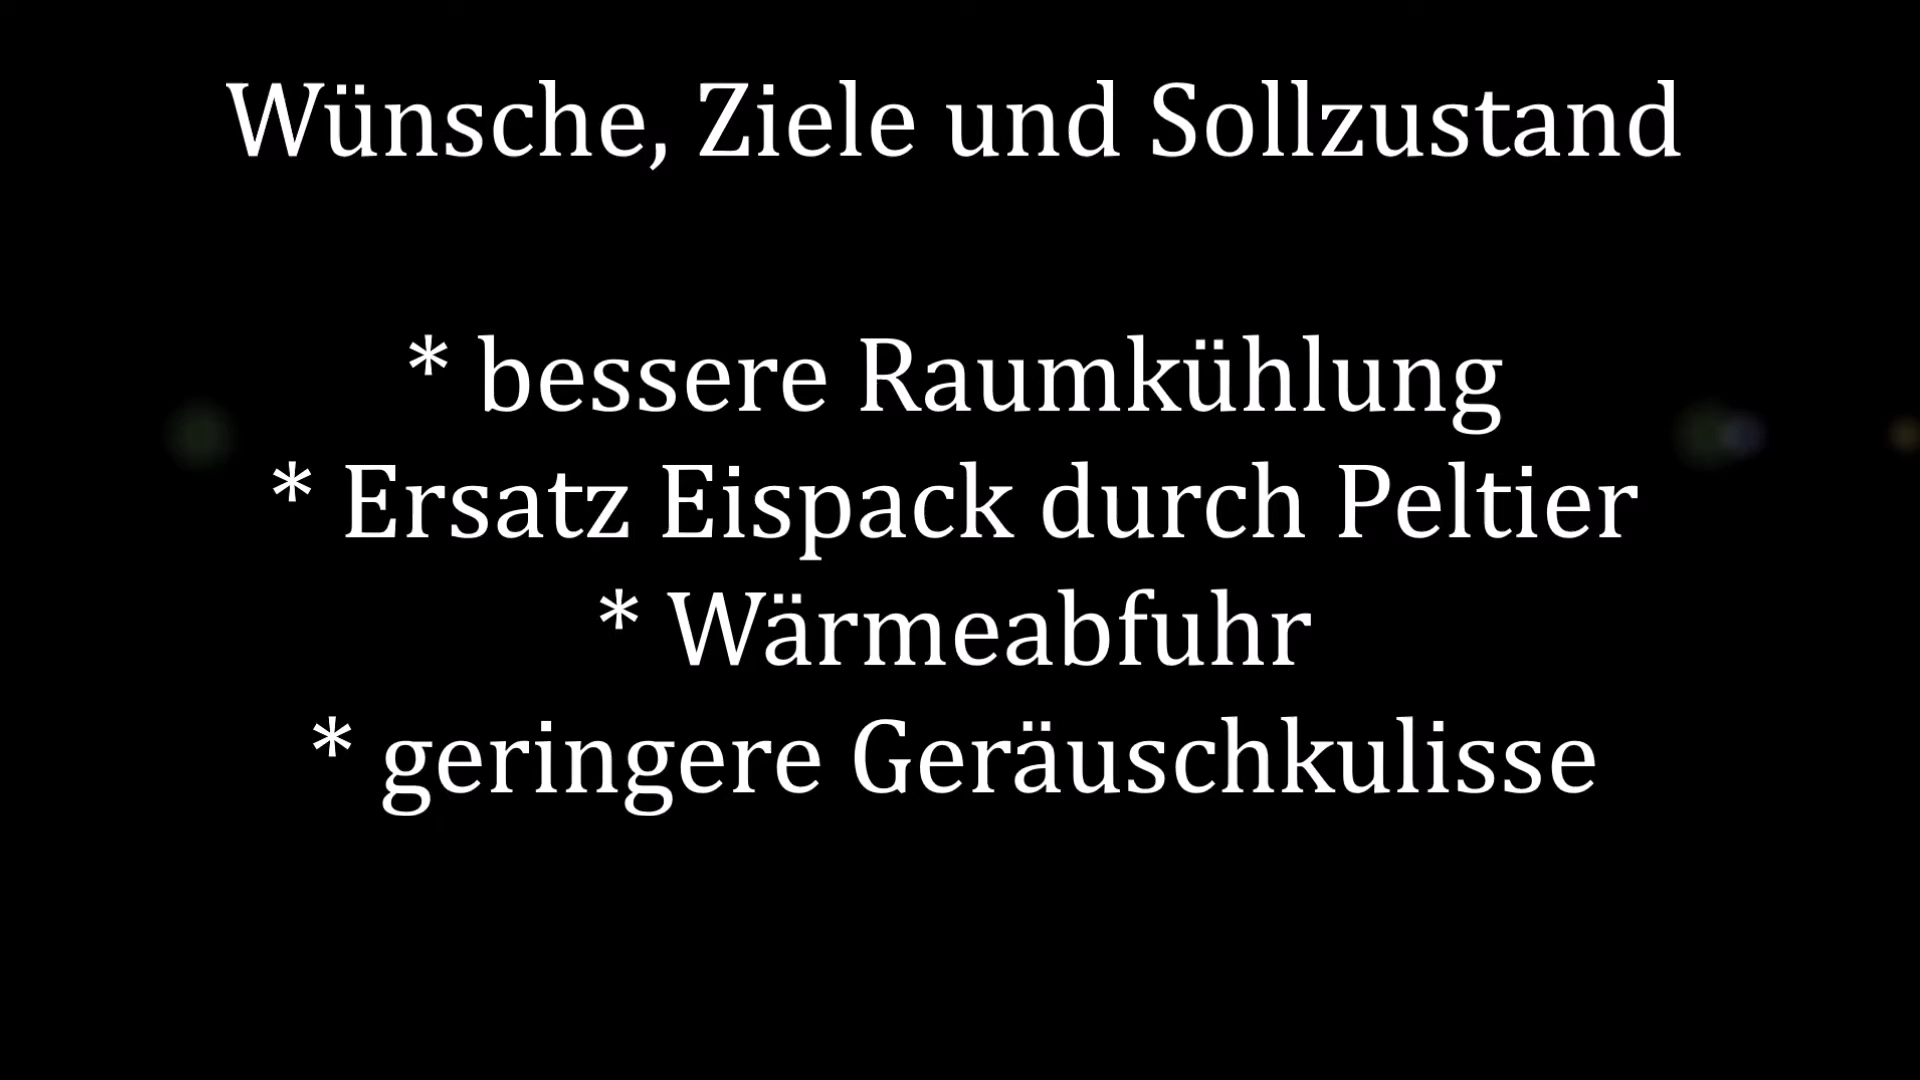 Wünsche, Ziele und Sollzustand
* bessere Raumkühlung
* Ersatz Eispack durch Peltier
* Wärmeabfuhr
* geringere Geräuschkulisse